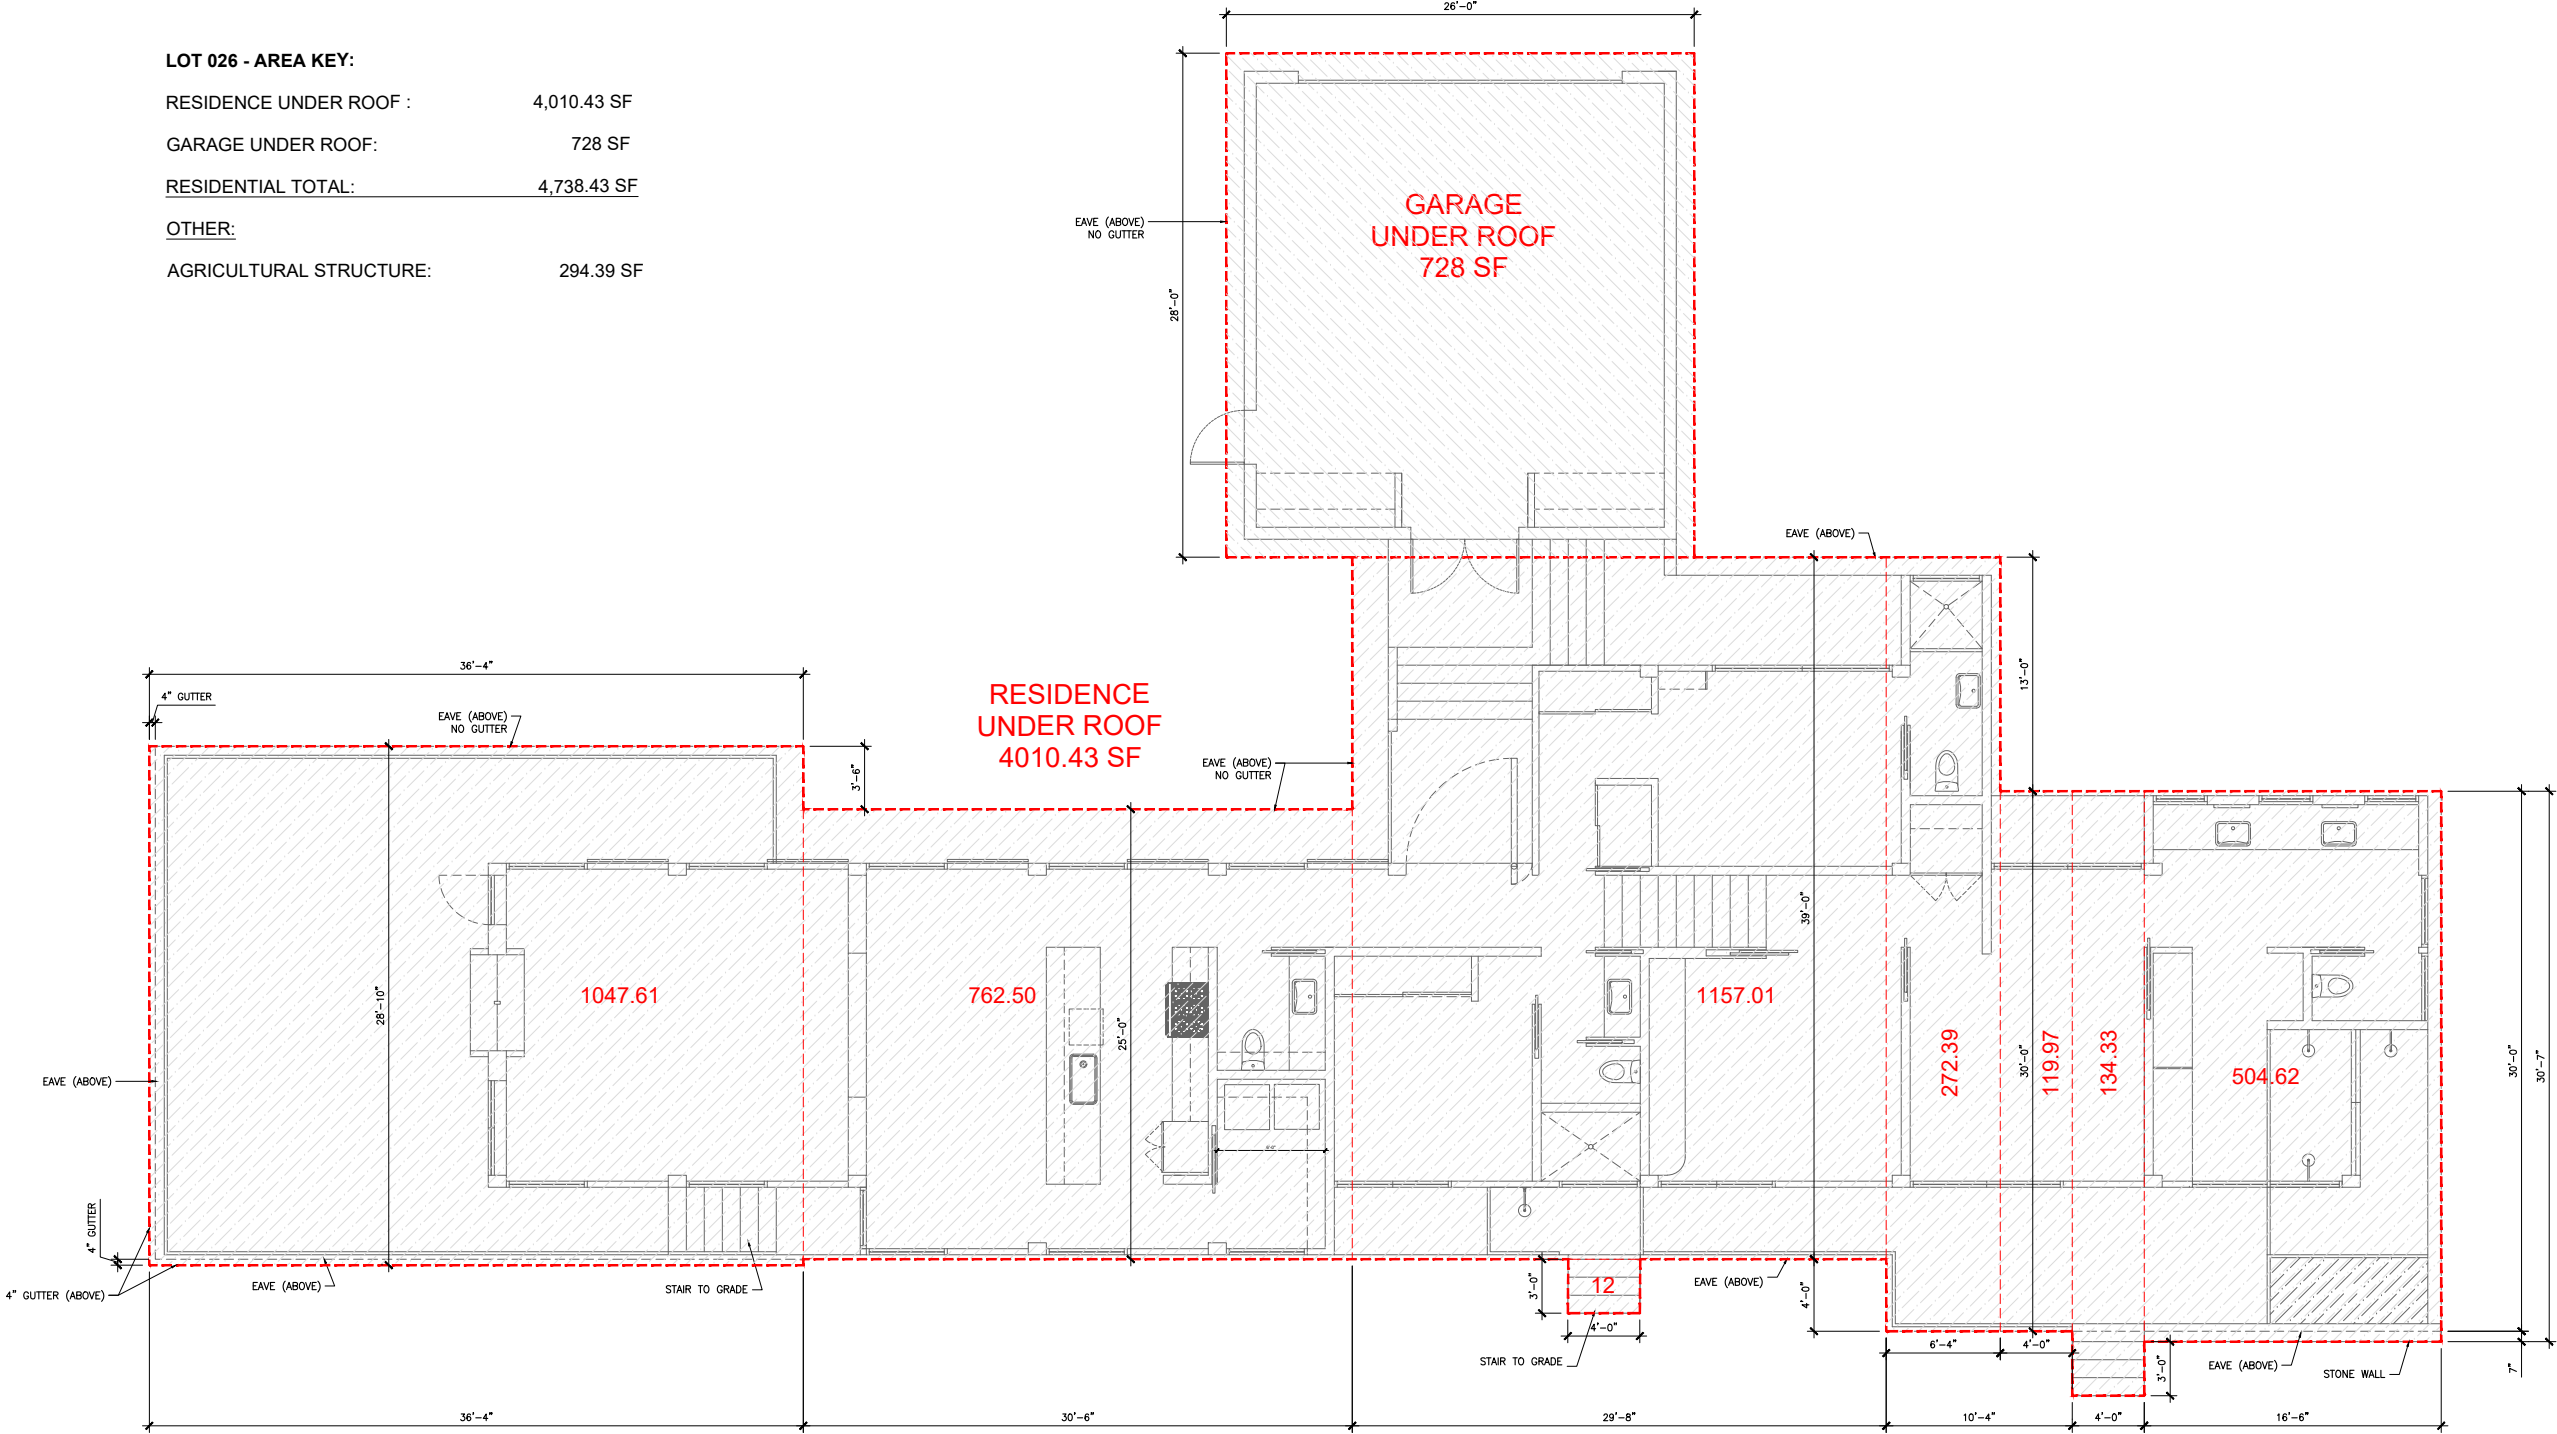 26'-0"
LOT 026 - AREA KEY:
RESIDENCE UNDER ROOF : 4,010.43 SF
GARAGE UNDER ROOF: 728 SF
RESIDENTIAL TOTAL: 4,738.43 SF
OTHER:
AGRICULTURAL STRUCTURE: 294.39 SF
GARAGE
UNDER ROOF
728 SF
EAVE (ABOVE)
NO GUTTER
28'-0"
EAVE (ABOVE)
13'-0"
36'-4"
4" GUTTER
EAVE (ABOVE)
NO GUTTER
3'-6"
RESIDENCE
UNDER ROOF
4010.43 SF
EAVE (ABOVE)
NO GUTTER
28'-10"
1047.61
762.50
25'-0"
1157.01
39'-0"
272.39
30'-0"
119.97
134.33
504.62
30'-0"
30'-7"
EAVE (ABOVE)
4" GUTTER
4" GUTTER (ABOVE)
EAVE (ABOVE)
STAIR TO GRADE
3'-0"
12
4'-0"
STAIR TO GRADE
EAVE (ABOVE)
4'-0"
6'-4"
4'-0"
3'-0"
EAVE (ABOVE)
STONE WALL
7"
36'-4"
30'-6"
29'-8"
10'-4"
4'-0"
16'-6"